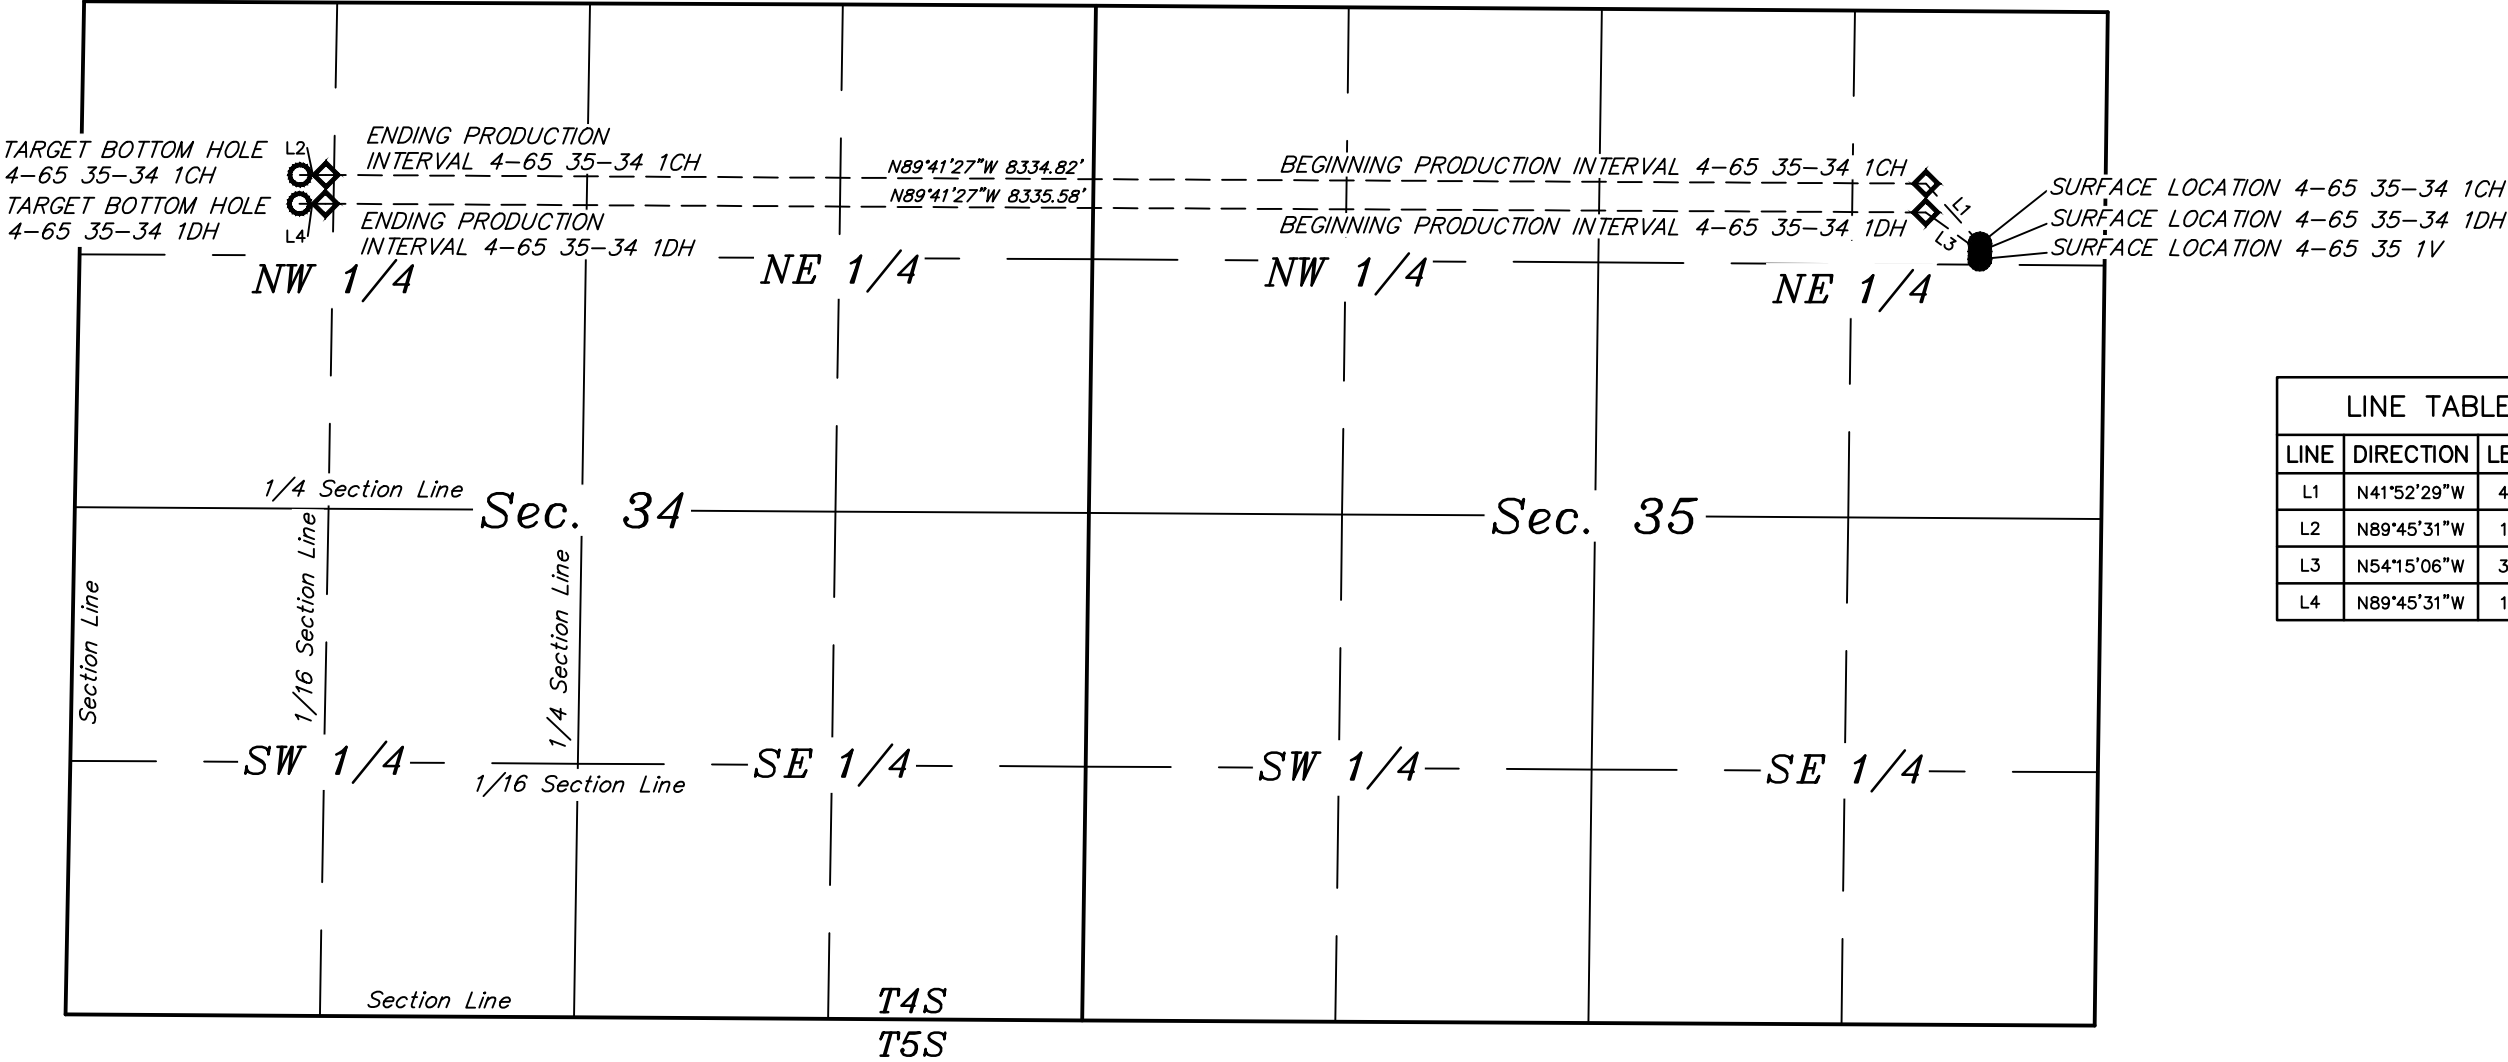 TARGET BOTTOM HOLE
4-65 35-34 1CH
TARGET BOTTOM HOLE
4-65 35-34 1DH
L2
L4
ENDING PRODUCTION
INTERVAL 4-65 35-34 1CH
ENDING PRODUCTION
INTERVAL 4-65 35-34 1DH
N89°41'27"W 8334.82'
N89°41'27"W 8335.58'
BEGINNING PRODUCTION INTERVAL 4-65 35-34 1CH
BEGINNING PRODUCTION INTERVAL 4-65 35-34 1DH
L1
L3
SURFACE LOCATION 4-65 35-34 1CH
SURFACE LOCATION 4-65 35-34 1DH
SURFACE LOCATION 4-65 35 1V
NW 1/4
NE 1/4
NW 1/4
NE 1/4
LINE TABLE
LINE DIRECTION
L1 N41°52'29"W 4
L2 N89°45'31"W 1
L3 N54°15'06"W 3
L4 N89°45'31"W 1
1/4 Section Line
Sec. 34
Sec. 35
Section Line
1/16 Section Line
1/4 Section Line
SW 1/4
SE 1/4
SW 1/4
SE 1/4
1/16 Section Line
Section Line
T4S
T5S